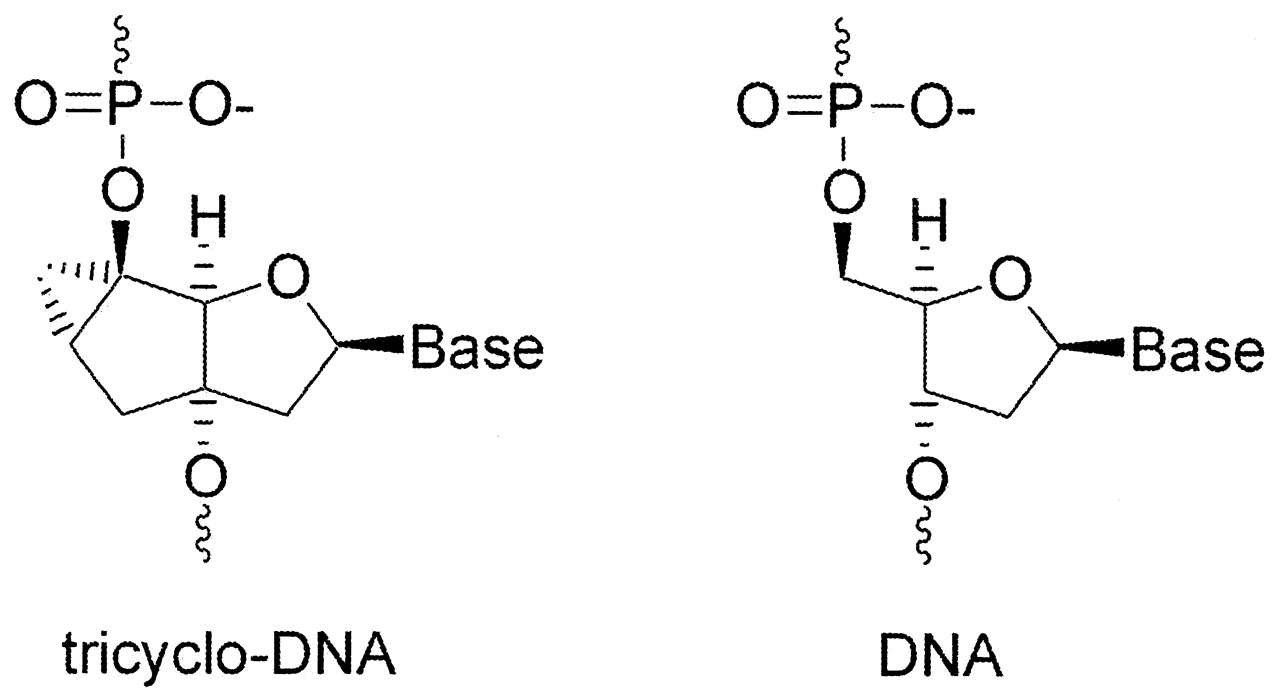 O=P-O- O=P-O-
O O
H H
O O
Base Base
O O
tricyclo-DNA DNA